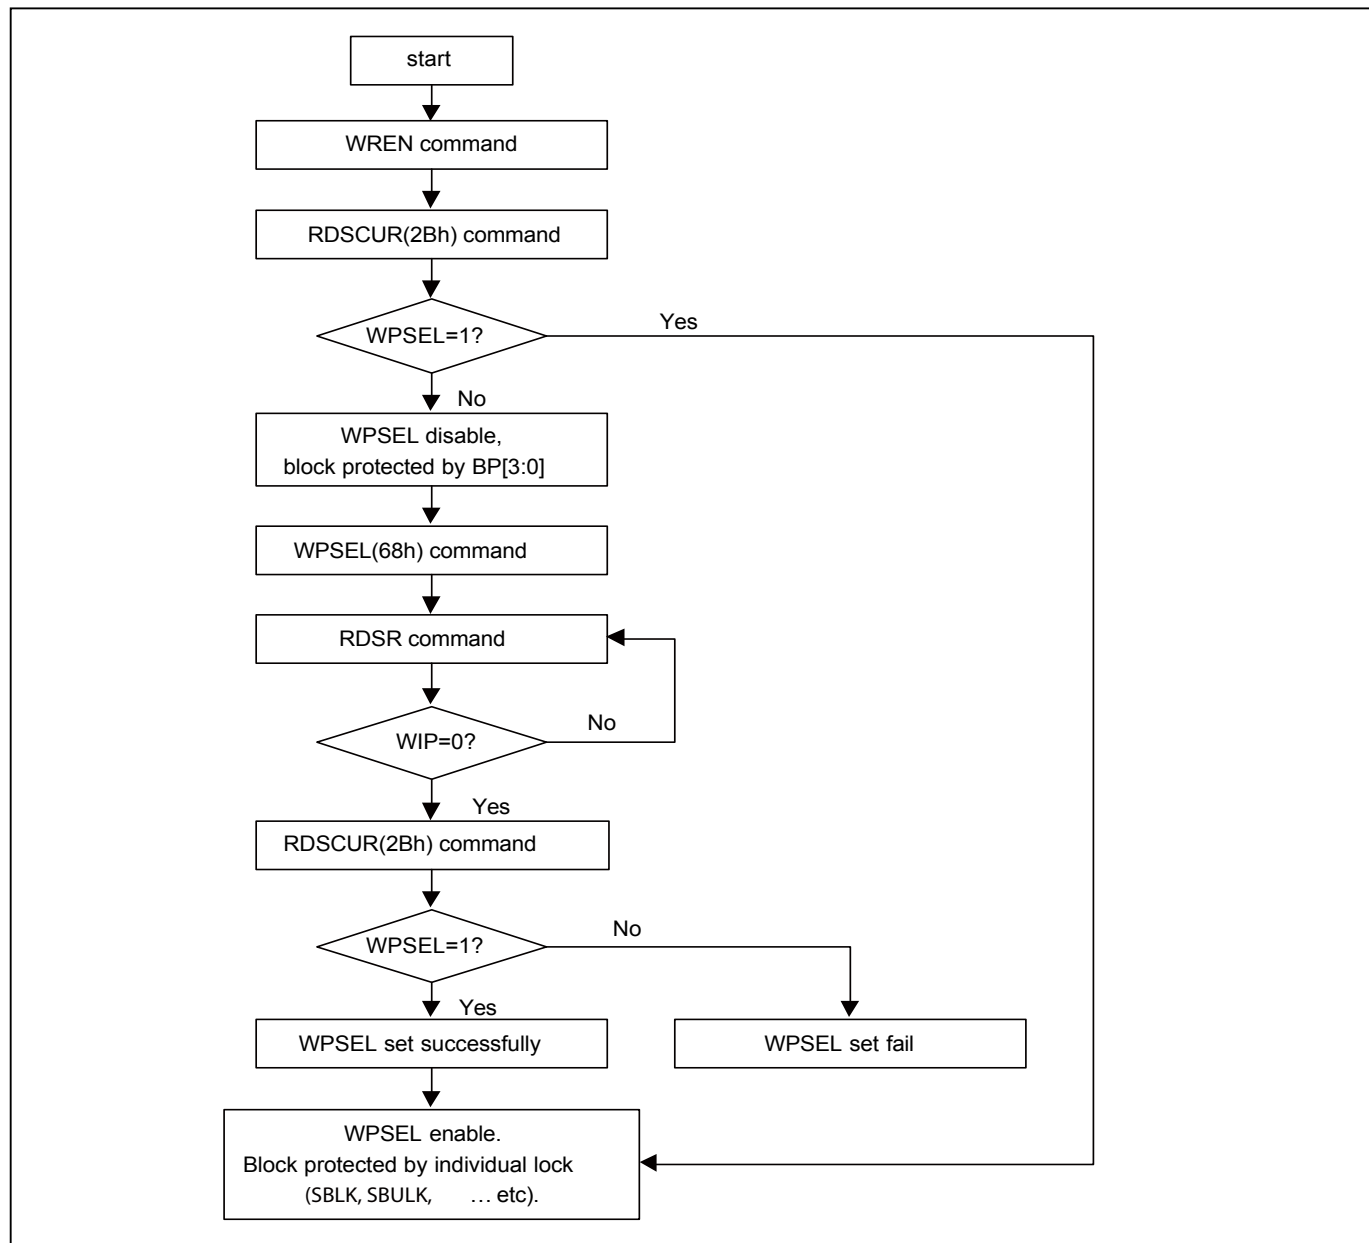 start
WREN command
RDSCUR(2Bh) command
WPSEL=1?
Yes
No
WPSEL disable,
block protected by BP[3:0]
WPSEL(68h) command
RDSR command
WIP=0?
No
Yes
RDSCUR(2Bh) command
WPSEL=1?
No
Yes
WPSEL set successfully
WPSEL set fail
WPSEL enable.
Block protected by individual lock
(SBLK, SBULK, … etc).